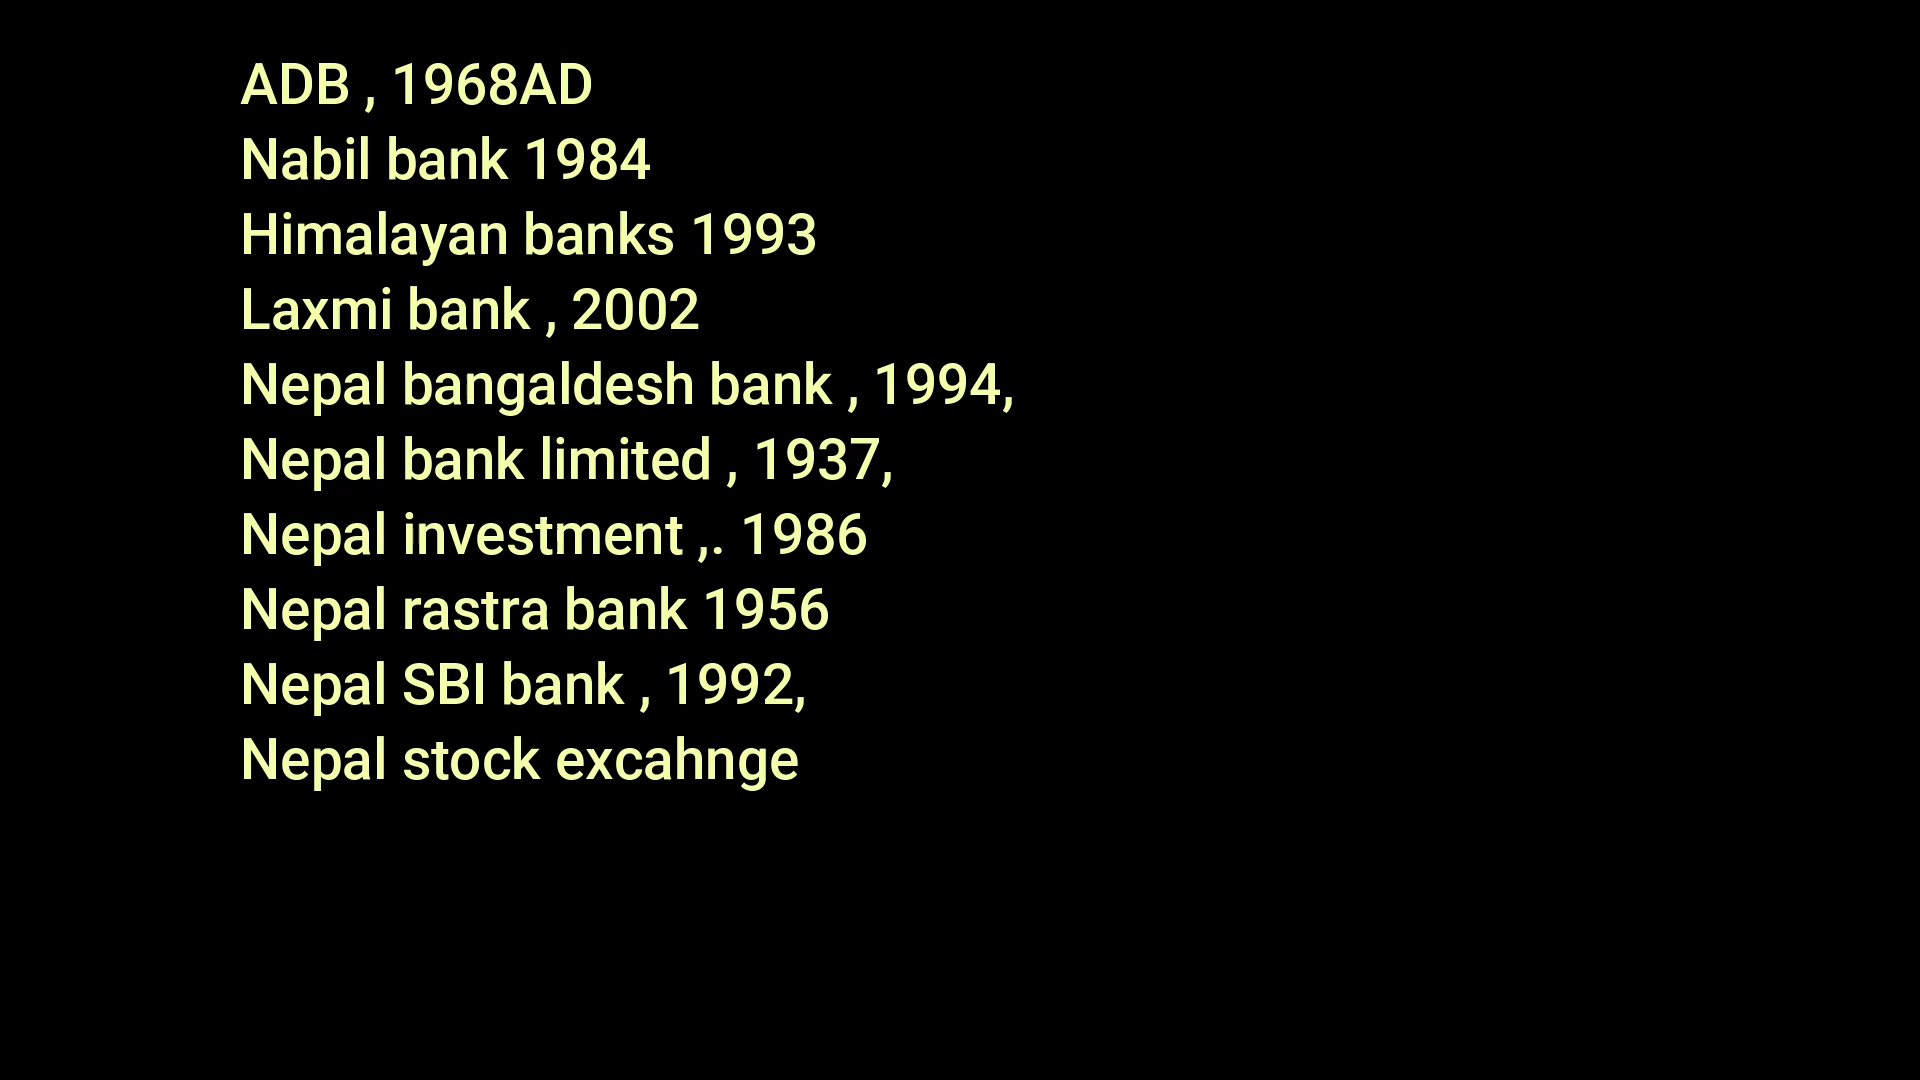 ADB , 1968AD
Nabil bank 1984
Himalayan banks 1993
Laxmi bank , 2002
Nepal bangaldesh bank , 1994,
Nepal bank limited , 1937,
Nepal investment ,. 1986
Nepal rastra bank 1956
Nepal SBI bank , 1992,
Nepal stock excahnge